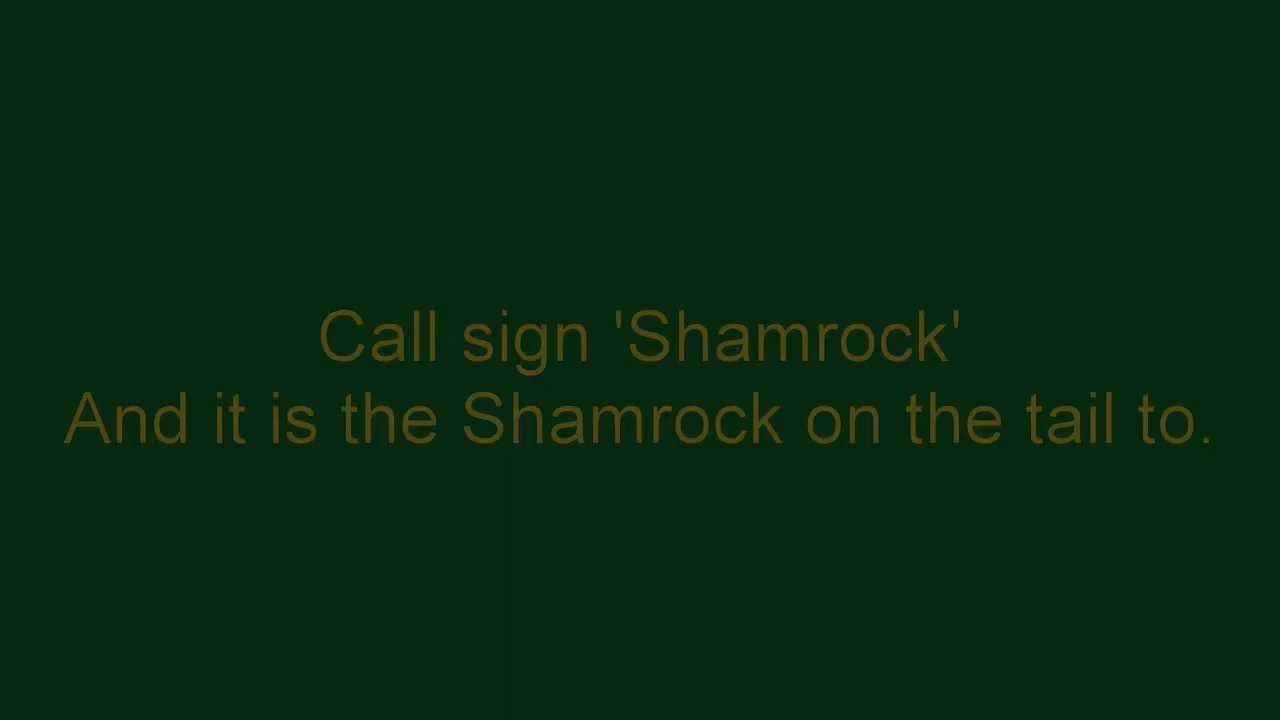 Call sign 'Shamrock'
And it is the Shamrock on the tail to.